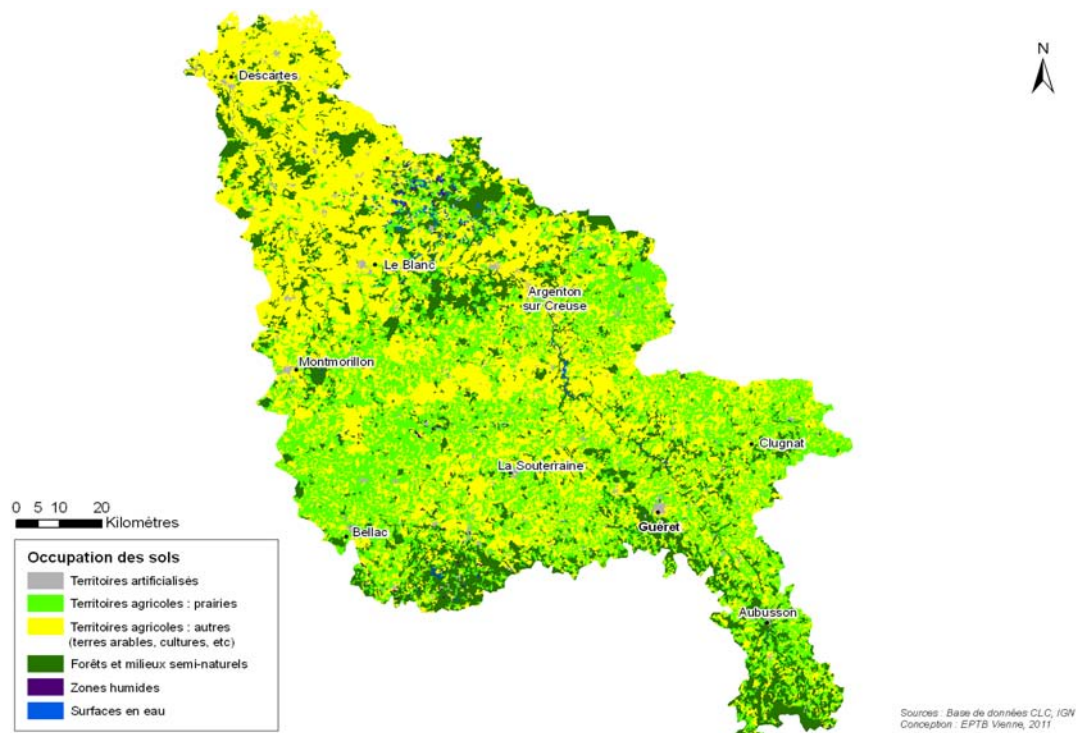 N
Descartes
Le Blanc
Argenton
sur Creuse
Montmorillon
Clugnat
La Souterraine
Guéret
Bellac
Aubusson
0 5 10 20
Kilomètres
Occupation des sols
Territoires artificialisés
Territoires agricoles : prairies
Territoires agricoles : autres
(terres arables, cultures, etc)
Forêts et milieux semi-naturels
Zones humides
Surfaces en eau
Sources : Base de données CLC, IGN
Conception : EPTB Vienne, 2011